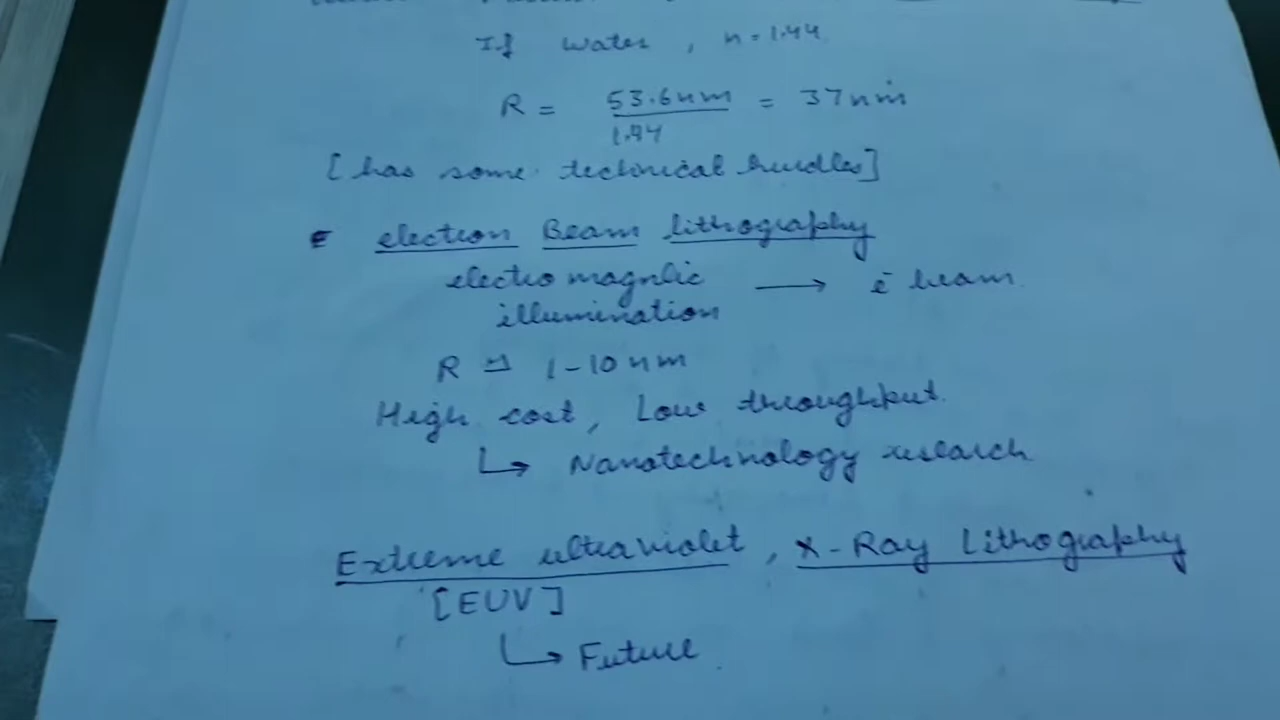 If water, n = 1.44
R = 53.6nm / 1.44 = 37nm
[has some technical hurdles]
electron Beam lithography
electromagnetic → e beam
illumination
R ≃ 1-10nm
High cost, Low throughput.
↳ Nanotechnology research
Extreme ultraviolet, X-Ray Lithography
[EUV]
↳ Future